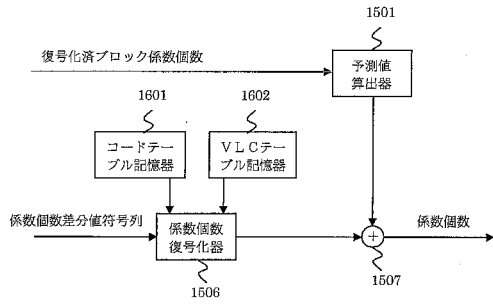 1501
復号化済ブロック係数個数
予測値
算出器
1601
1602
コードテー
ブル記憶器
VLCテー
ブル記憶器
係数個数差分値符号列
係数個数
復号化器
係数個数
+
1506
1507